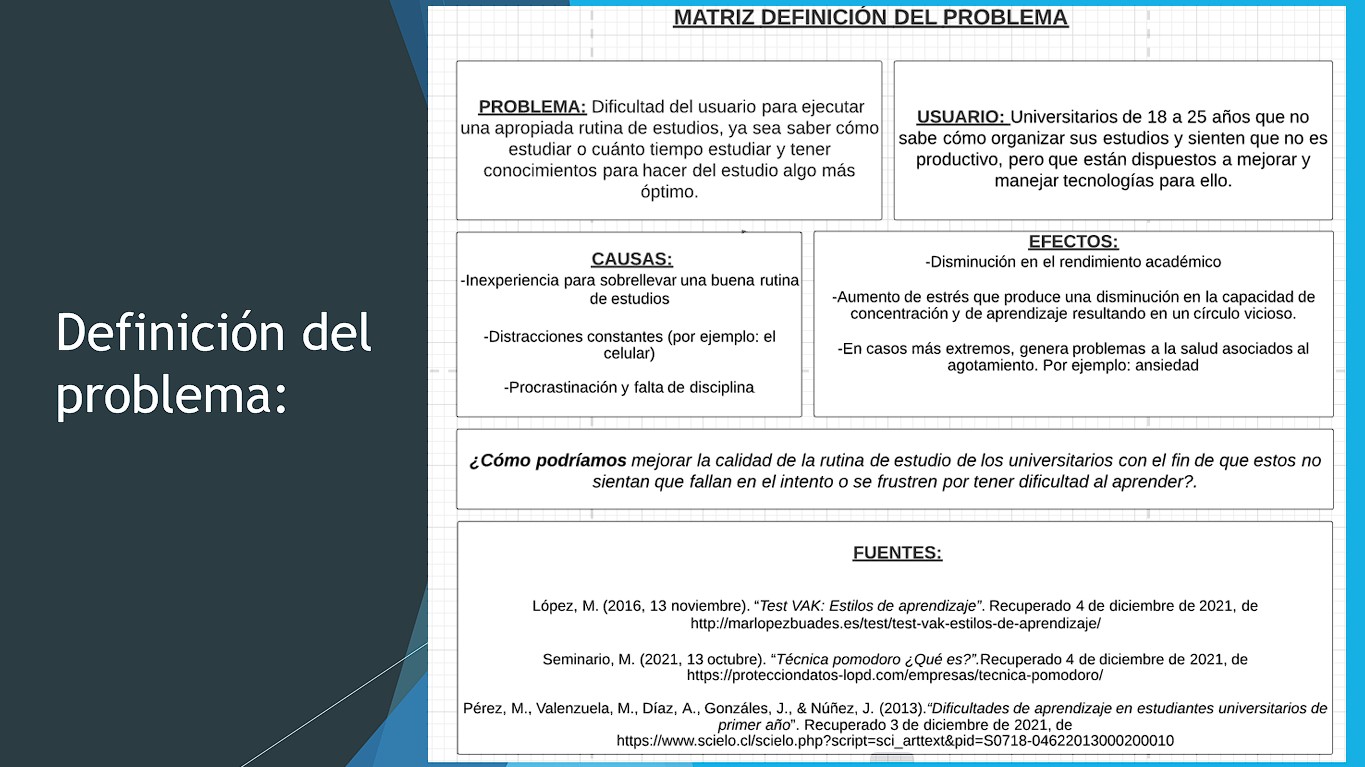 Definición del
problema:
MATRIZ DEFINICIÓN DEL PROBLEMA
PROBLEMA: Dificultad del usuario para ejecutar
una apropiada rutina de estudios, ya sea saber cómo
estudiar o cuánto tiempo estudiar y tener
conocimientos para hacer del estudio algo más
óptimo.
USUARIO: Universitarios de 18 a 25 años que no
sabe cómo organizar sus estudios y sienten que no es
productivo, pero que están dispuestos a mejorar y
manejar tecnologías para ello.
CAUSAS:
-Inexperiencia para sobrellevar una buena rutina
de estudios
-Distracciones constantes (por ejemplo: el
celular)
-Procrastinación y falta de disciplina
EFECTOS:
-Disminución en el rendimiento académico
-Aumento de estrés que produce una disminución en la capacidad de
concentración y de aprendizaje resultando en un círculo vicioso.
-En casos más extremos, genera problemas a la salud asociados al
agotamiento. Por ejemplo: ansiedad
¿Cómo podríamos mejorar la calidad de la rutina de estudio de los universitarios con el fin de que estos no
sientan que fallan en el intento o se frustren por tener dificultad al aprender?.
FUENTES:
López, M. (2016, 13 noviembre). “Test VAK: Estilos de aprendizaje”. Recuperado 4 de diciembre de 2021, de
http://marlopezbuades.es/test/test-vak-estilos-de-aprendizaje/
Seminario, M. (2021, 13 octubre). “Técnica pomodoro ¿Qué es?”.Recuperado 4 de diciembre de 2021, de
https://protecciondatos-lopd.com/empresas/tecnica-pomodoro/
Pérez, M., Valenzuela, M., Díaz, A., Gonzáles, J., & Núñez, J. (2013).“Dificultades de aprendizaje en estudiantes universitarios de
primer año”. Recuperado 3 de diciembre de 2021, de
https://www.scielo.cl/scielo.php?script=sci_arttext&pid=S0718-04622013000200010